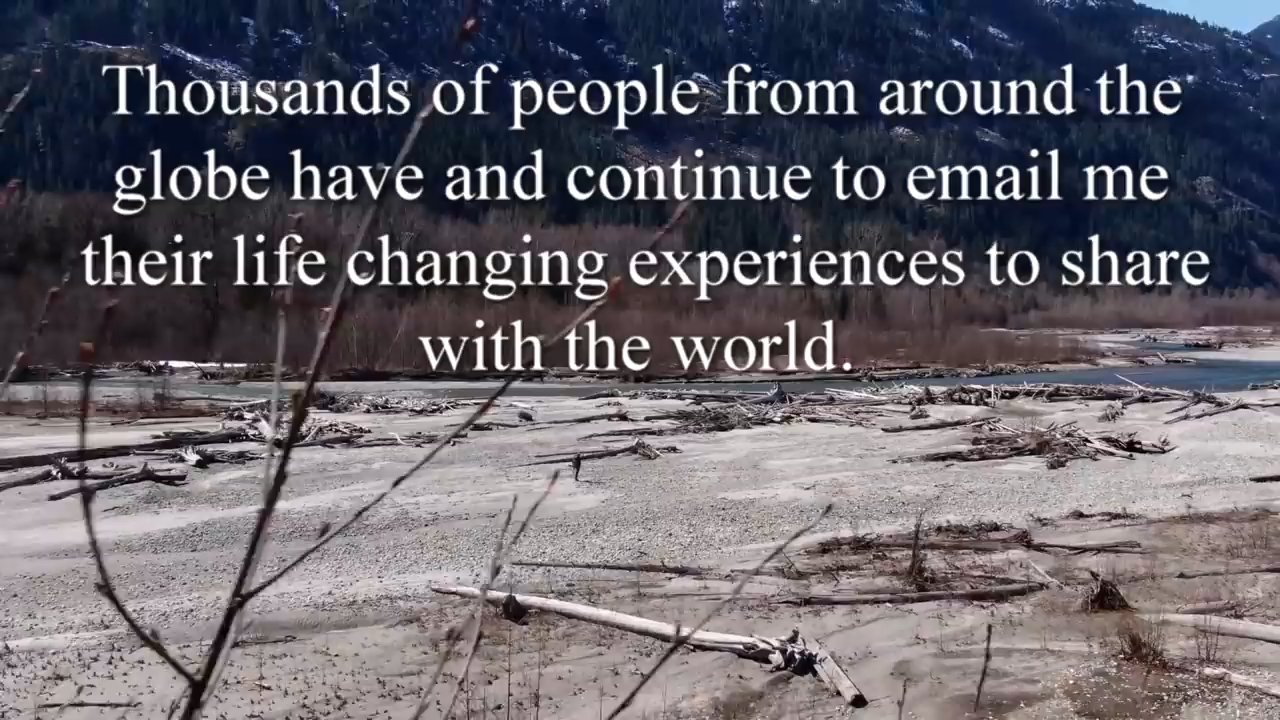 Thousands of people from around the
globe have and continue to email me
their life changing experiences to share
with the world.